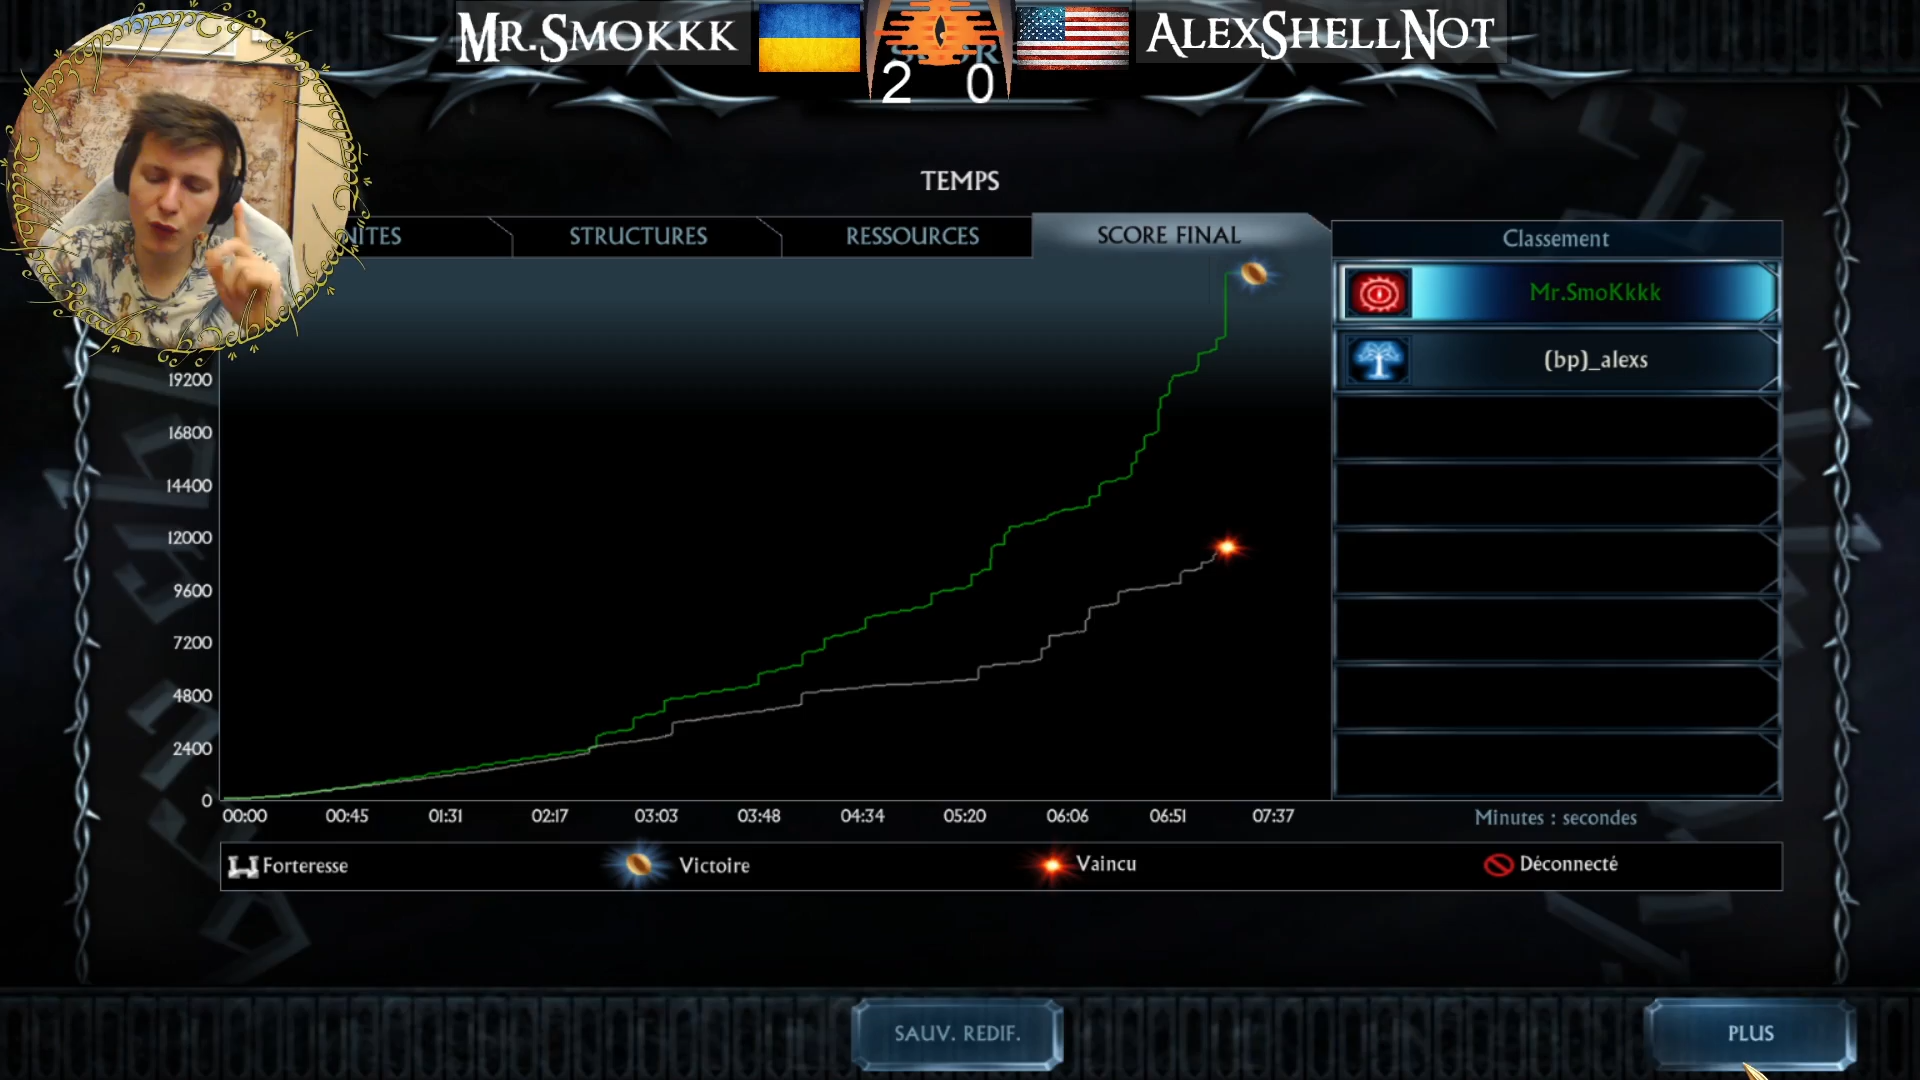 MR.SMOKKK
ALEXSHELLNOT
2 0
TEMPS
NITES
STRUCTURES
RESSOURCES
SCORE FINAL
Classement
Mr.SmoKkkk
(bp)_alexs
19200
16800
14400
12000
9600
7200
4800
2400
0
00:00 00:45 01:31 02:17 03:03 03:48 04:34 05:20 06:06 06:51 07:37
Minutes : secondes
Forteresse
Victoire
Vaincu
Déconnecté
SAUV. REDIF.
PLUS